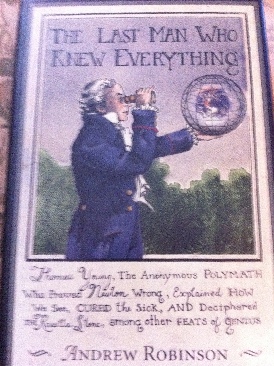 THE LAST MAN WHO
KNEW EVERYTHING
Thomas Young, THE Anonymous POLYMATH
Who Proved Newton Wrong, Explained HOW
We See, CURED the Sick, AND Deciphered
the Rosetta Stone, among other FEATS of GENIUS
ANDREW ROBINSON